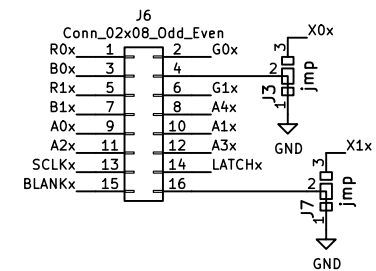 J6
Conn_02x08_Odd_Even
R0x 1 2 G0x
B0x 3 4
R1x 5 6 G1x
B1x 7 8 A4x
A0x 9 10 A1x
A2x 11 12 A3x
SCLKx 13 14 LATCHx
BLANKx 15 16
X0x
3
2
1
J3
jmp
GND
X1x
3
2
1
J7
jmp
GND